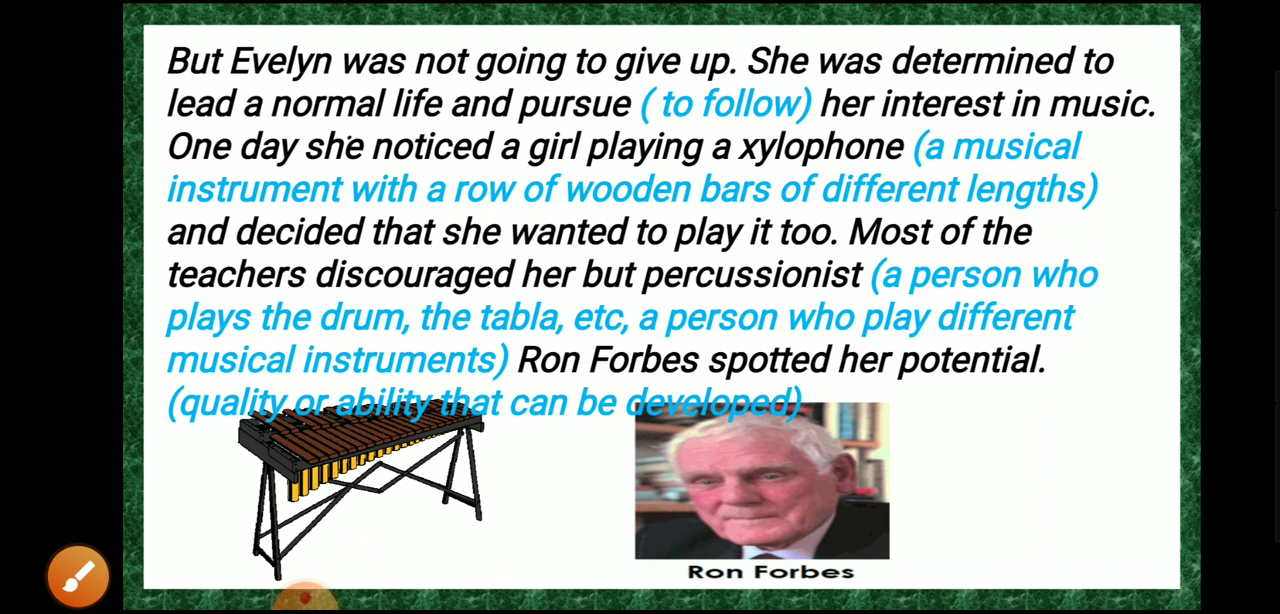 But Evelyn was not going to give up. She was determined to
lead a normal life and pursue ( to follow) her interest in music.
One day she noticed a girl playing a xylophone (a musical
instrument with a row of wooden bars of different lengths)
and decided that she wanted to play it too. Most of the
teachers discouraged her but percussionist (a person who
plays the drum, the tabla, etc, a person who play different
musical instruments) Ron Forbes spotted her potential.
(quality or ability that can be developed)
Ron Forbes